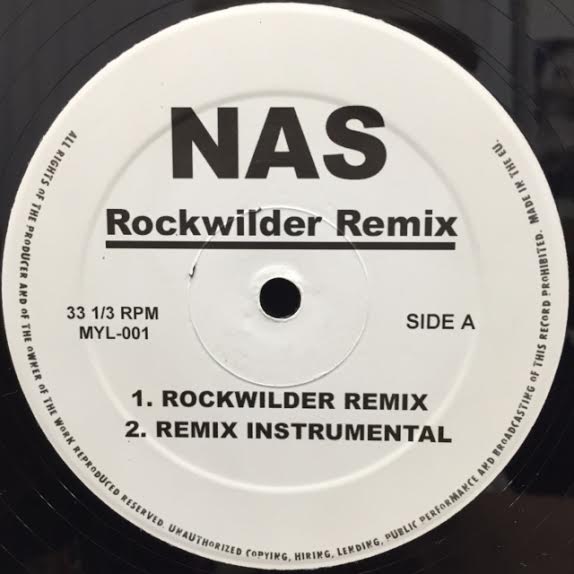 NAS
Rockwilder Remix
33 1/3 RPM
MYL-001
SIDE A
1. ROCKWILDER REMIX
2. REMIX INSTRUMENTAL
ALL RIGHTS OF THE PRODUCER AND OF THE OWNER OF THE WORK REPRODUCED RESERVED. UNAUTHORIZED COPYING, HIRING, LENDING, PUBLIC PERFORMANCE AND BROADCASTING OF THIS RECORD PROHIBITED. MADE IN THE EU.